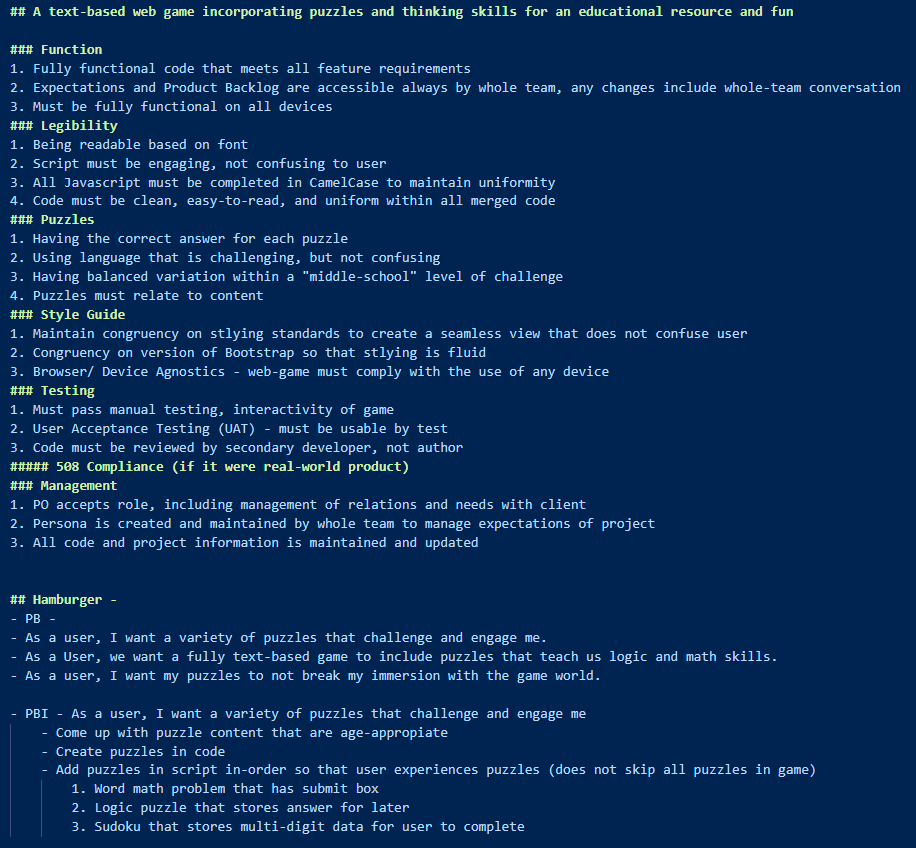 ## A text-based web game incorporating puzzles and thinking skills for an educational resource and fun
### Function
1. Fully functional code that meets all feature requirements
2. Expectations and Product Backlog are accessible always by whole team, any changes include whole-team conversation
3. Must be fully functional on all devices
### Legibility
1. Being readable based on font
2. Script must be engaging, not confusing to user
3. All Javascript must be completed in CamelCase to maintain uniformity
4. Code must be clean, easy-to-read, and uniform within all merged code
### Puzzles
1. Having the correct answer for each puzzle
2. Using language that is challenging, but not confusing
3. Having balanced variation within a "middle-school" level of challenge
4. Puzzles must relate to content
### Style Guide
1. Maintain congruency on stlying standards to create a seamless view that does not confuse user
2. Congruency on version of Bootstrap so that stlying is fluid
3. Browser/ Device Agnostics - web-game must comply with the use of any device
### Testing
1. Must pass manual testing, interactivity of game
2. User Acceptance Testing (UAT) - must be usable by test
3. Code must be reviewed by secondary developer, not author
##### 508 Compliance (if it were real-world product)
### Management
1. PO accepts role, including management of relations and needs with client
2. Persona is created and maintained by whole team to manage expectations of project
3. All code and project information is maintained and updated
## Hamburger -
- PB -
- As a user, I want a variety of puzzles that challenge and engage me.
- As a User, we want a fully text-based game to include puzzles that teach us logic and math skills.
- As a user, I want my puzzles to not break my immersion with the game world.
- PBI - As a user, I want a variety of puzzles that challenge and engage me
- Come up with puzzle content that are age-appropiate
- Create puzzles in code
- Add puzzles in script in-order so that user experiences puzzles (does not skip all puzzles in game)
1. Word math problem that has submit box
2. Logic puzzle that stores answer for later
3. Sudoku that stores multi-digit data for user to complete